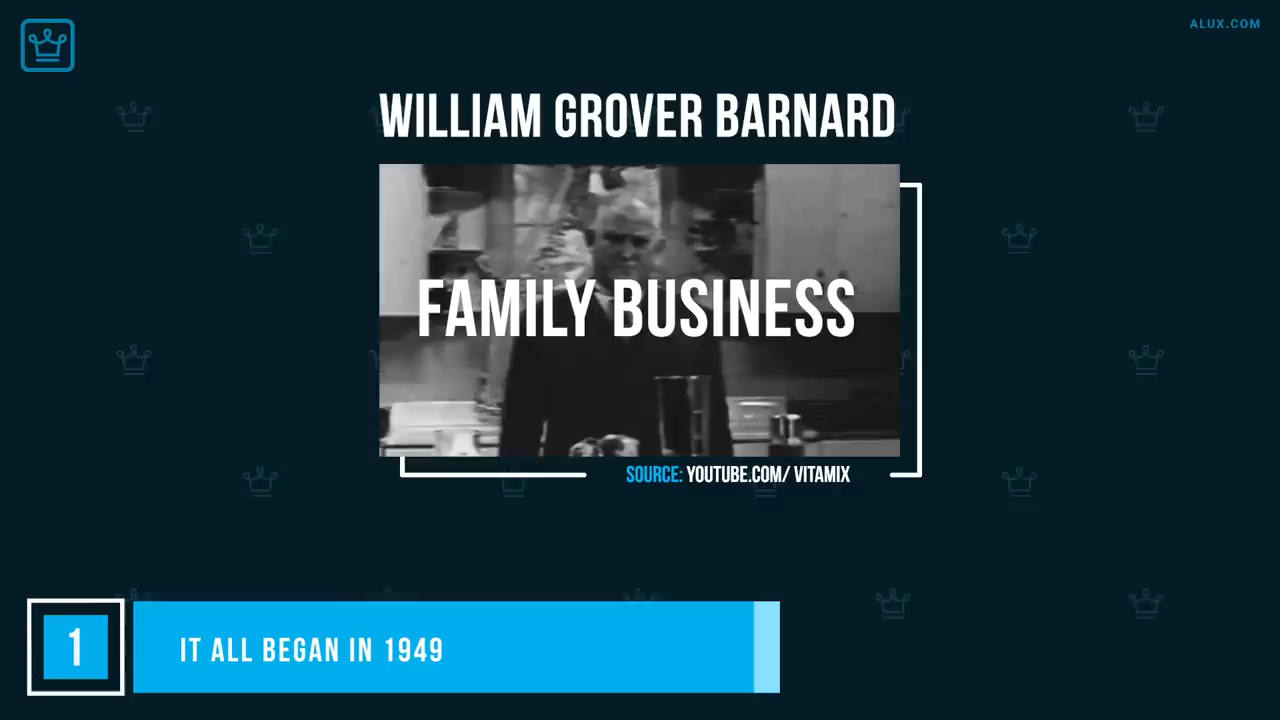 ALUX.COM
WILLIAM GROVER BARNARD
FAMILY BUSINESS
SOURCE: YOUTUBE.COM/ VITAMIX
1
IT ALL BEGAN IN 1949